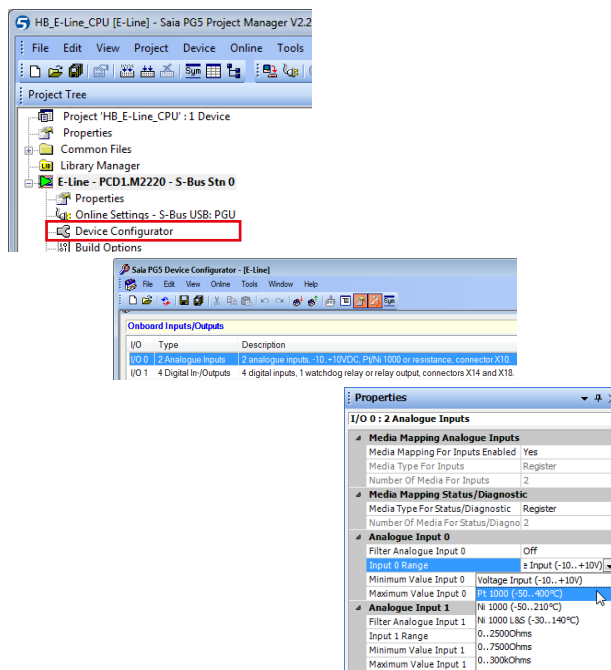 HB_E-Line_CPU [E-Line] - Saia PG5 Project Manager V2.2
File Edit View Project Device Online Tools
Sym
Project Tree
Project 'HB_E-Line_CPU' : 1 Device
Properties
Common Files
Library Manager
E-Line - PCD1.M2220 - S-Bus Stn 0
Properties
Online Settings - S-Bus USB: PGU
Device Configurator
Build Options
Saia PG5 Device Configurator - [E-Line]
File Edit View Online Tools Window Help
Sym
Onboard Inputs/Outputs
I/O Type Description
I/O 0 2 Analogue Inputs 2 analogue inputs, -10..+10VDC, Pt/Ni 1000 or resistance, connector X10.
I/O 1 4 Digital In-/Outputs 4 digital inputs, 1 watchdog relay or relay output, connectors X14 and X18.
Properties
I/O 0 : 2 Analogue Inputs
Media Mapping Analogue Inputs
Media Mapping For Inputs Enabled Yes
Media Type For Inputs Register
Number Of Media For Inputs 2
Media Mapping Status/Diagnostic
Media Type For Status/Diagnostic Register
Number Of Media For Status/Diagno 2
Analogue Input 0
Filter Analogue Input 0 Off
Input 0 Range e Input (-10..+10V)
Minimum Value Input 0 Voltage Input (-10..+10V)
Maximum Value Input 0 Pt 1000 (-50..400°C)
Analogue Input 1 Ni 1000 (-50..210°C)
Filter Analogue Input 1 Ni 1000 L&S (-30..140°C)
Input 1 Range 0..2500Ohms
Minimum Value Input 1 0..7500Ohms
Maximum Value Input 1 0..300kOhms